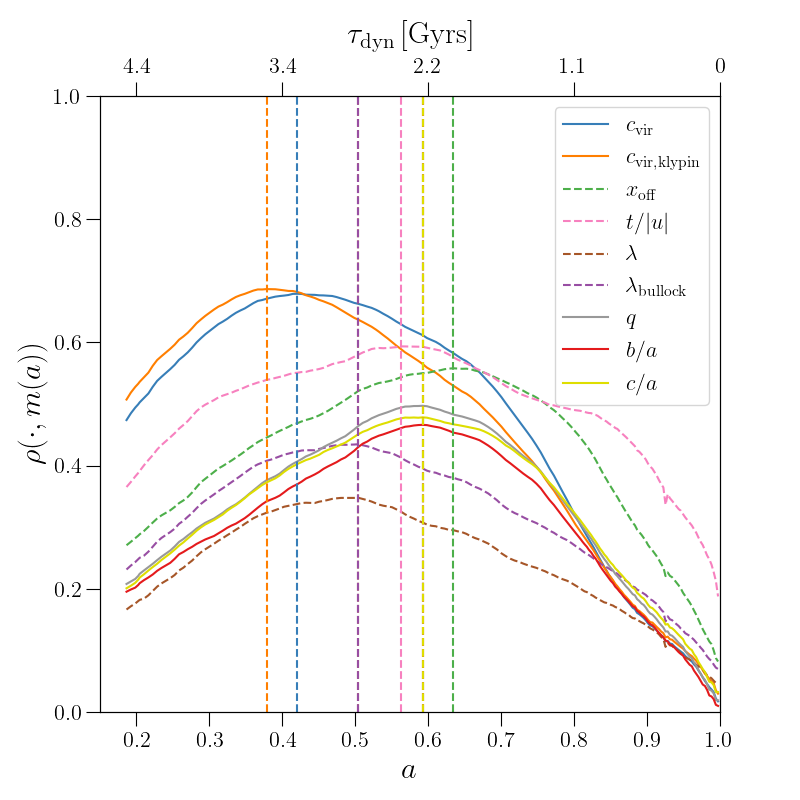 τ_dyn [Gyrs]
4.4 3.4 2.2 1.1 0
1.0
0.8
0.6
0.4
0.2
0.0
ρ(·, m(a))
c_vir
c_vir,klypin
x_off
t/|u|
λ
λ_bullock
q
b/a
c/a
0.2 0.3 0.4 0.5 0.6 0.7 0.8 0.9 1.0
a